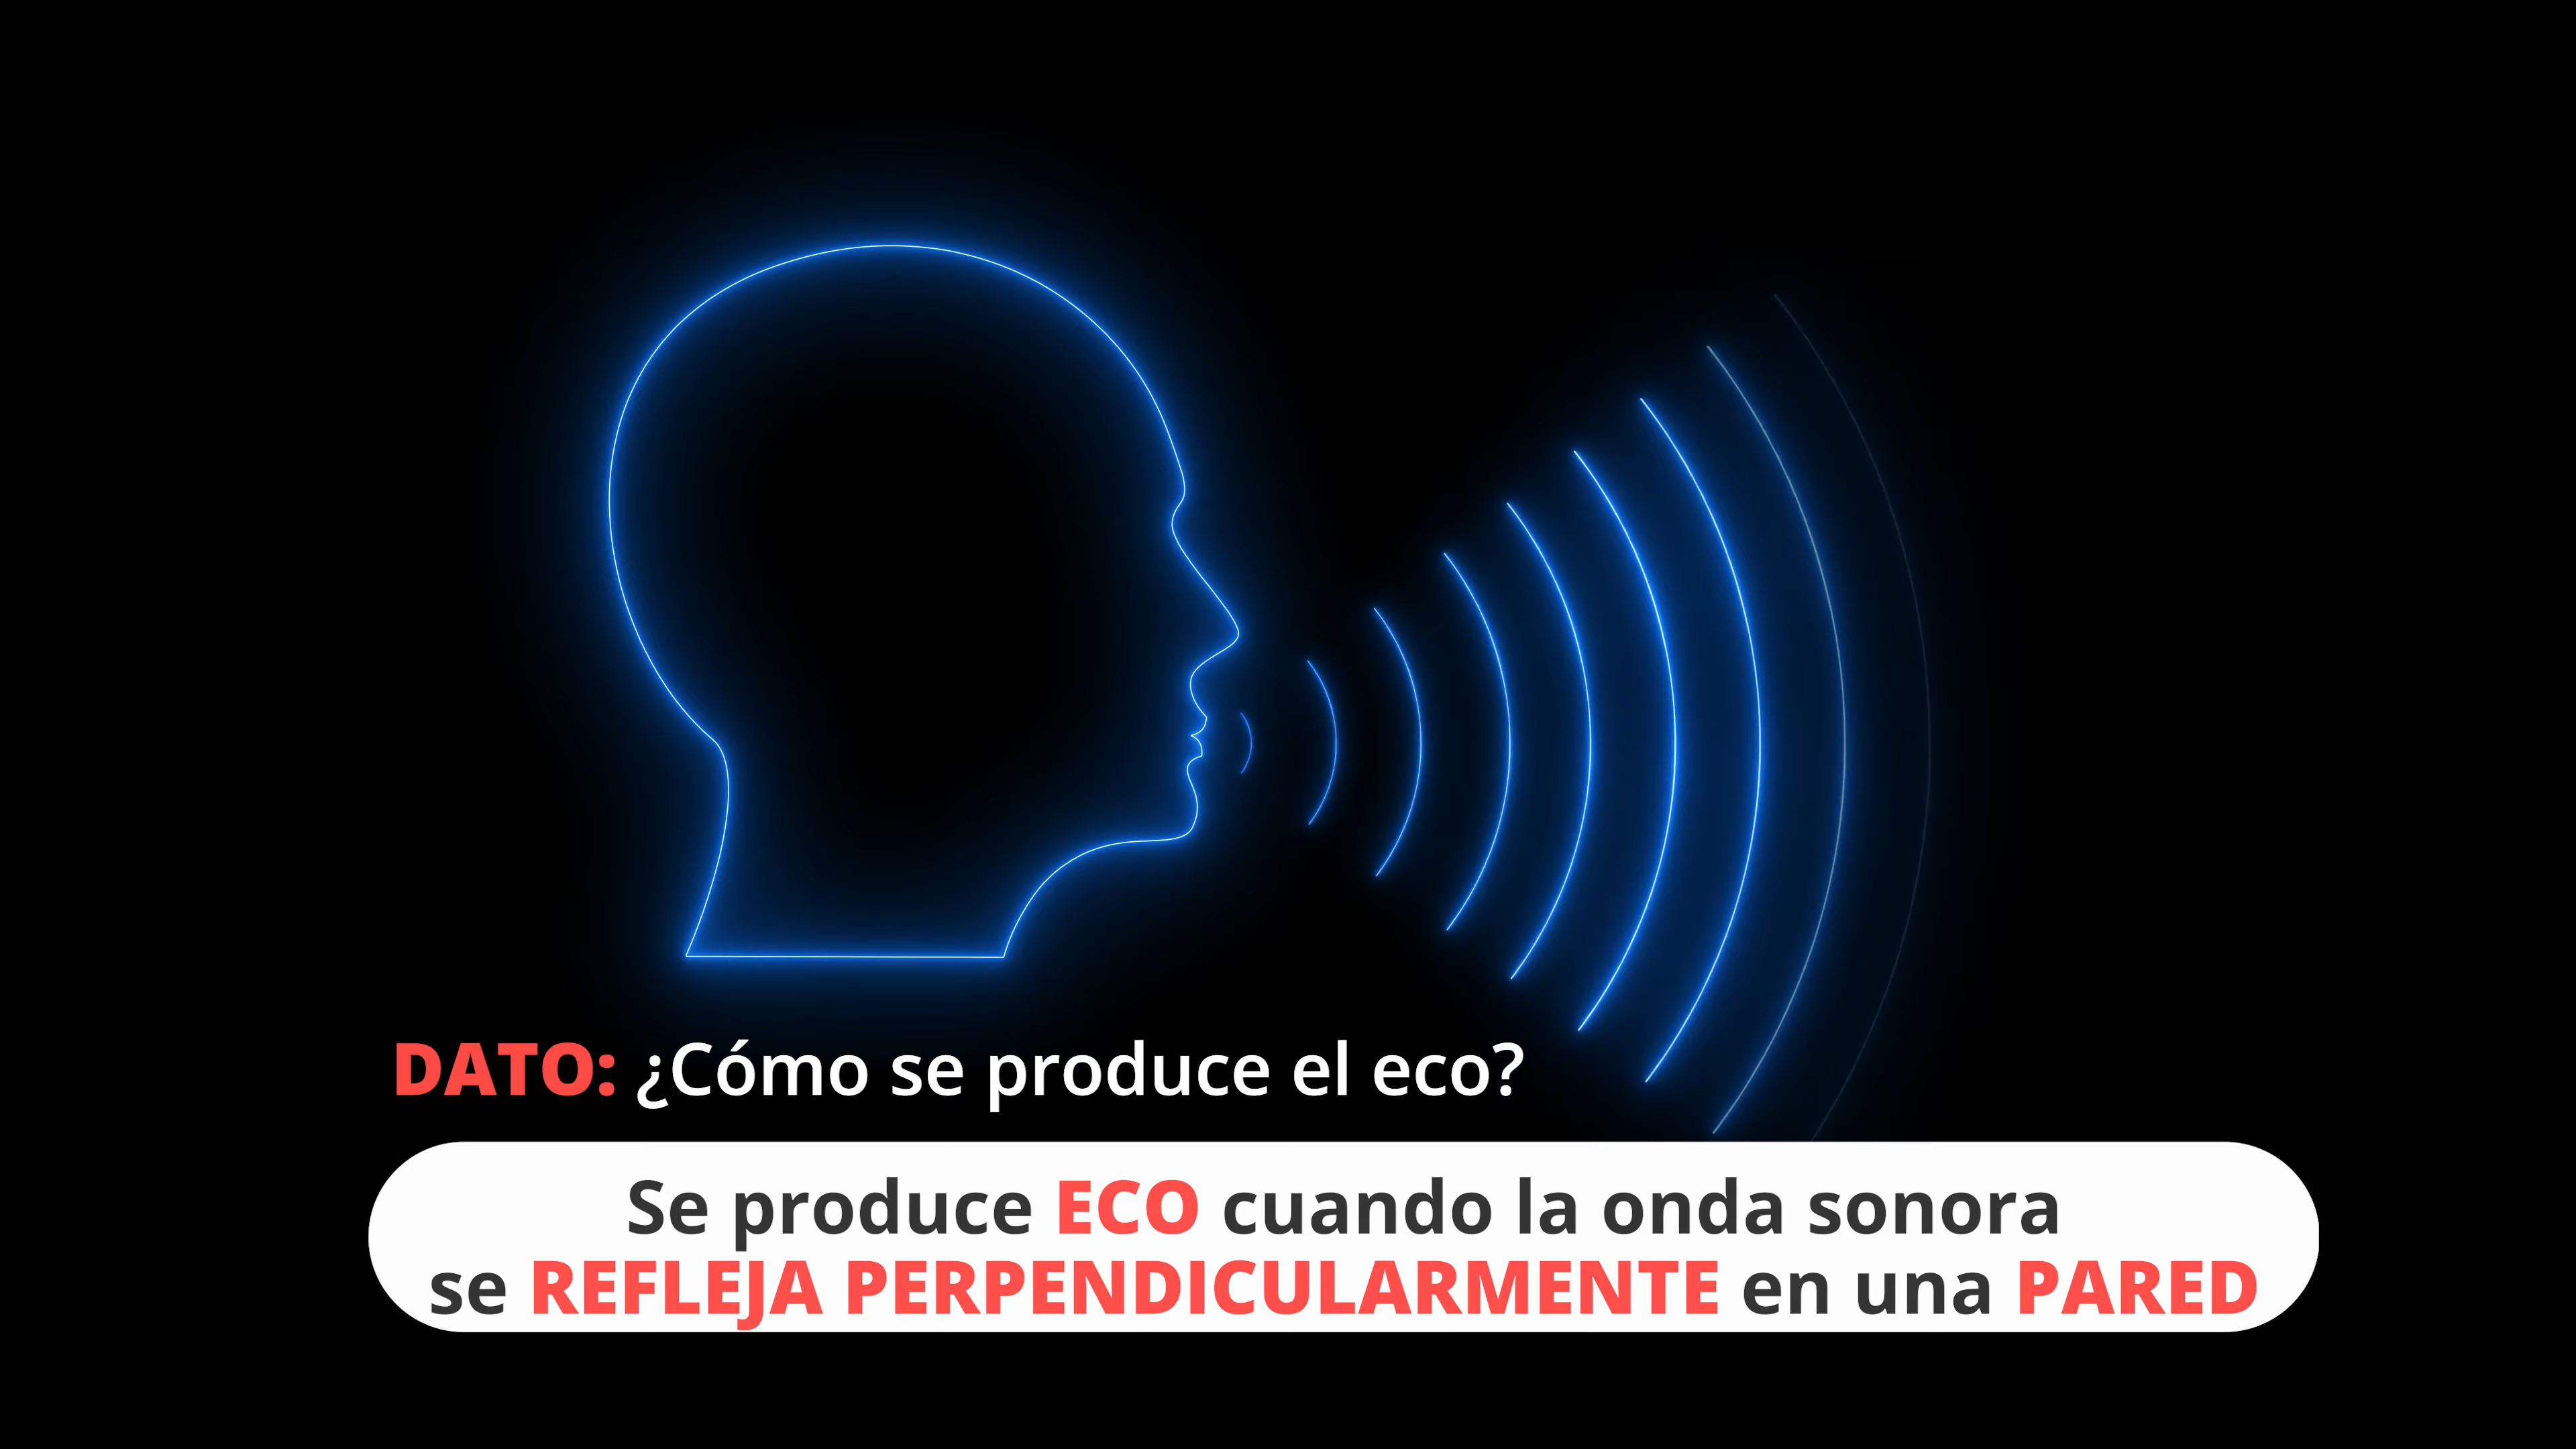 DATO: ¿Cómo se produce el eco?
Se produce ECO cuando la onda sonora
se REFLEJA PERPENDICULARMENTE en una PARED